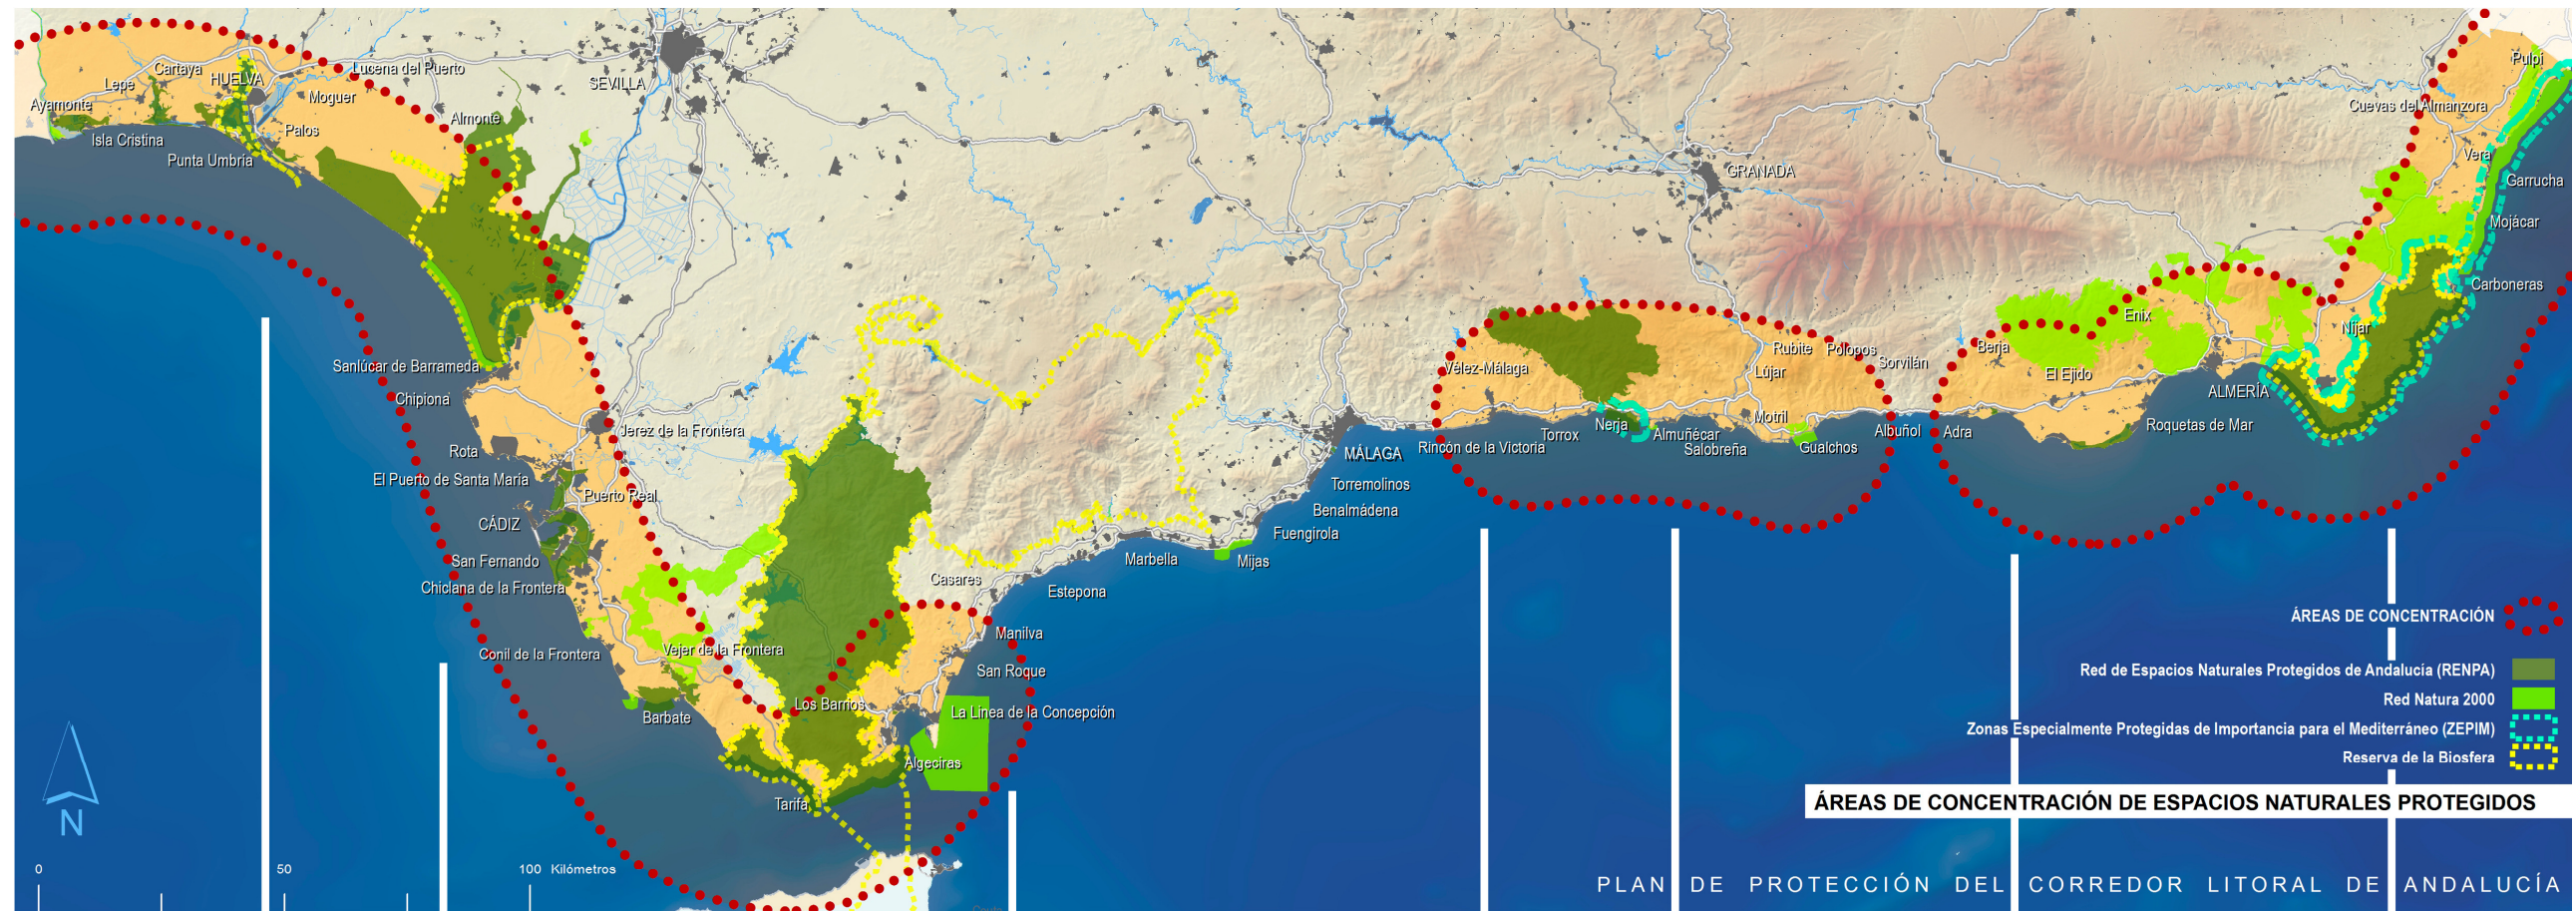 Pulpi
Lucena del Puerto
Cartaya
HUELVA
Lepe
SEVILLA
Moguer
Ayamonte
Cuevas del Almanzora
Almonte
Palos
Isla Cristina
Vera
Punta Umbría
GRANADA
Garrucha
Mojácar
Carboneras
Enix
Níjar
Berja
Rubite
Polopos
Sorvilán
Sanlúcar de Barrameda
Vélez-Málaga
Lújar
El Ejido
ALMERÍA
Chipiona
Motril
Nerja
Roquetas de Mar
Jerez de la Frontera
Albuñol
Adra
Torrox
Almuñécar
Rota
MÁLAGA
Rincón de la Victoria
Salobreña
Gualchos
El Puerto de Santa María
Torremolinos
Puerto Real
Benalmádena
CÁDIZ
Fuengirola
San Fernando
Marbella
Mijas
Casares
Chiclana de la Frontera
Estepona
Manilva
Conil de la Frontera
Vejer de la Frontera
San Roque
Los Barrios
La Línea de la Concepción
Barbate
Algeciras
Tarifa
Ceuta
ÁREAS DE CONCENTRACIÓN
Red de Espacios Naturales Protegidos de Andalucía (RENPA)
Red Natura 2000
Zonas Especialmente Protegidas de Importancia para el Mediterráneo (ZEPIM)
Reserva de la Biosfera
ÁREAS DE CONCENTRACIÓN DE ESPACIOS NATURALES PROTEGIDOS
N
0 50 100 Kilómetros
PLAN DE PROTECCIÓN DEL CORREDOR LITORAL DE ANDALUCÍA